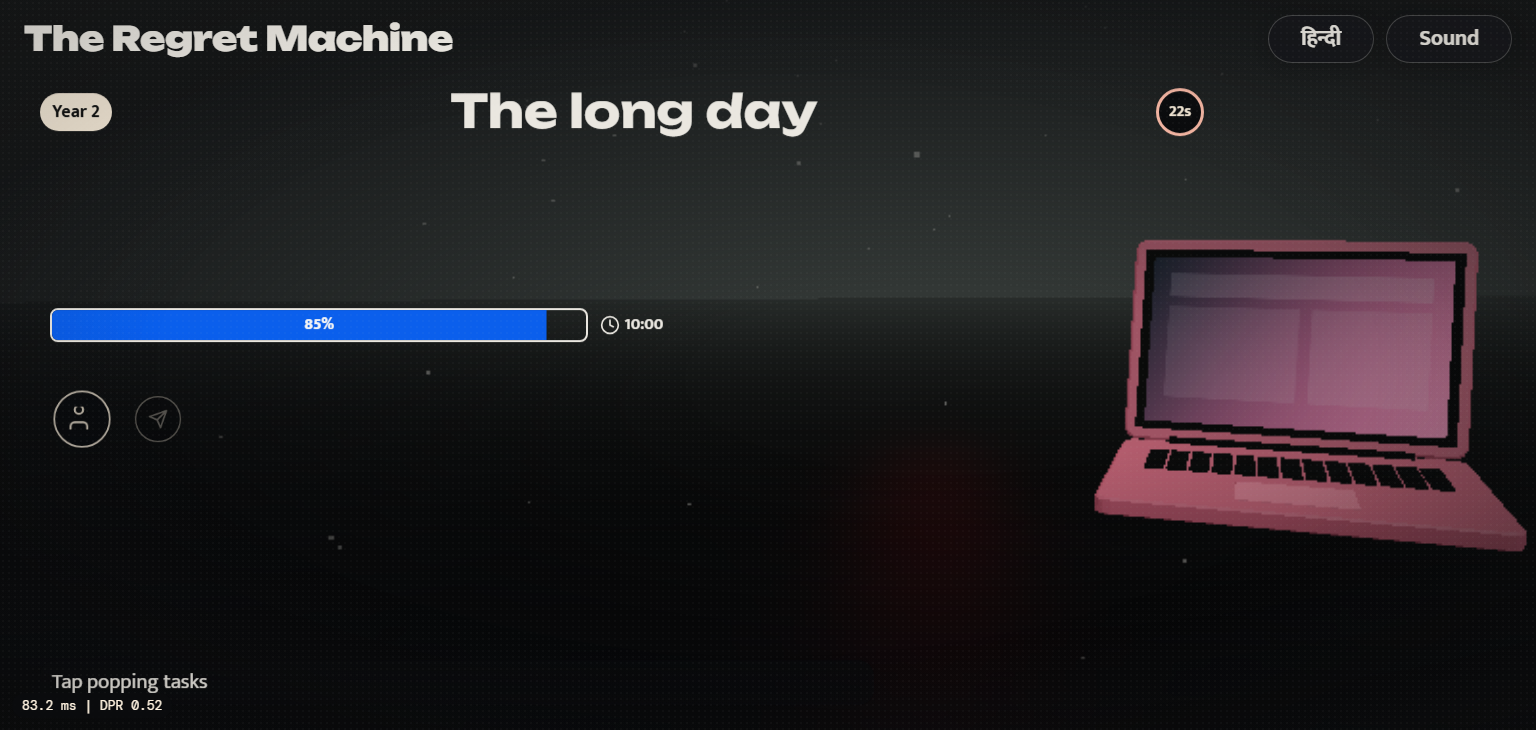 The Regret Machine
हिन्दी
Sound
Year 2
The long day
22s
85%
10:00
Tap popping tasks
83.2 ms | DPR 0.52